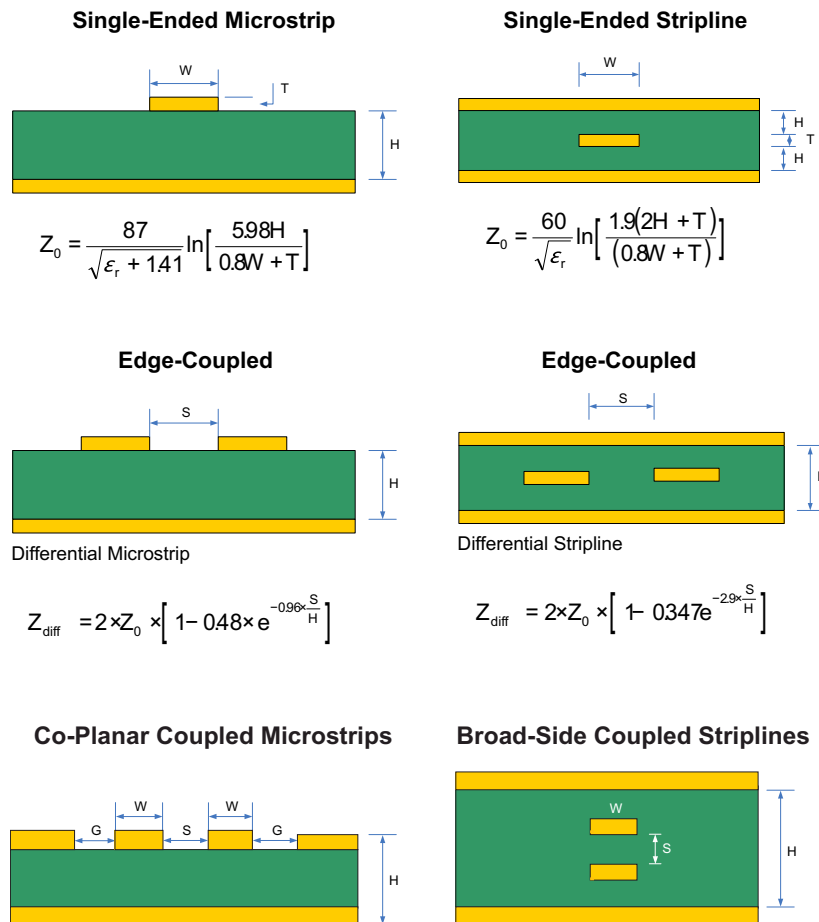 Single-Ended Microstrip
Single-Ended Stripline
W
T
H
W
H
T
H
Z₀ = 87 / √(εᵣ + 1.41) ln[ 5.98H / 0.8W + T ]
Z₀ = 60 / √εᵣ ln[ 1.9(2H + T) / (0.8W + T) ]
Edge-Coupled
Edge-Coupled
S
H
S
Differential Microstrip
Differential Stripline
Z_diff = 2×Z₀ × [ 1− 0.48× e^(−0.96× S/H) ]
Z_diff = 2×Z₀ × [ 1− 0.347e^(−2.9× S/H) ]
Co-Planar Coupled Microstrips
Broad-Side Coupled Striplines
W
W
G
S
G
H
W
S
H